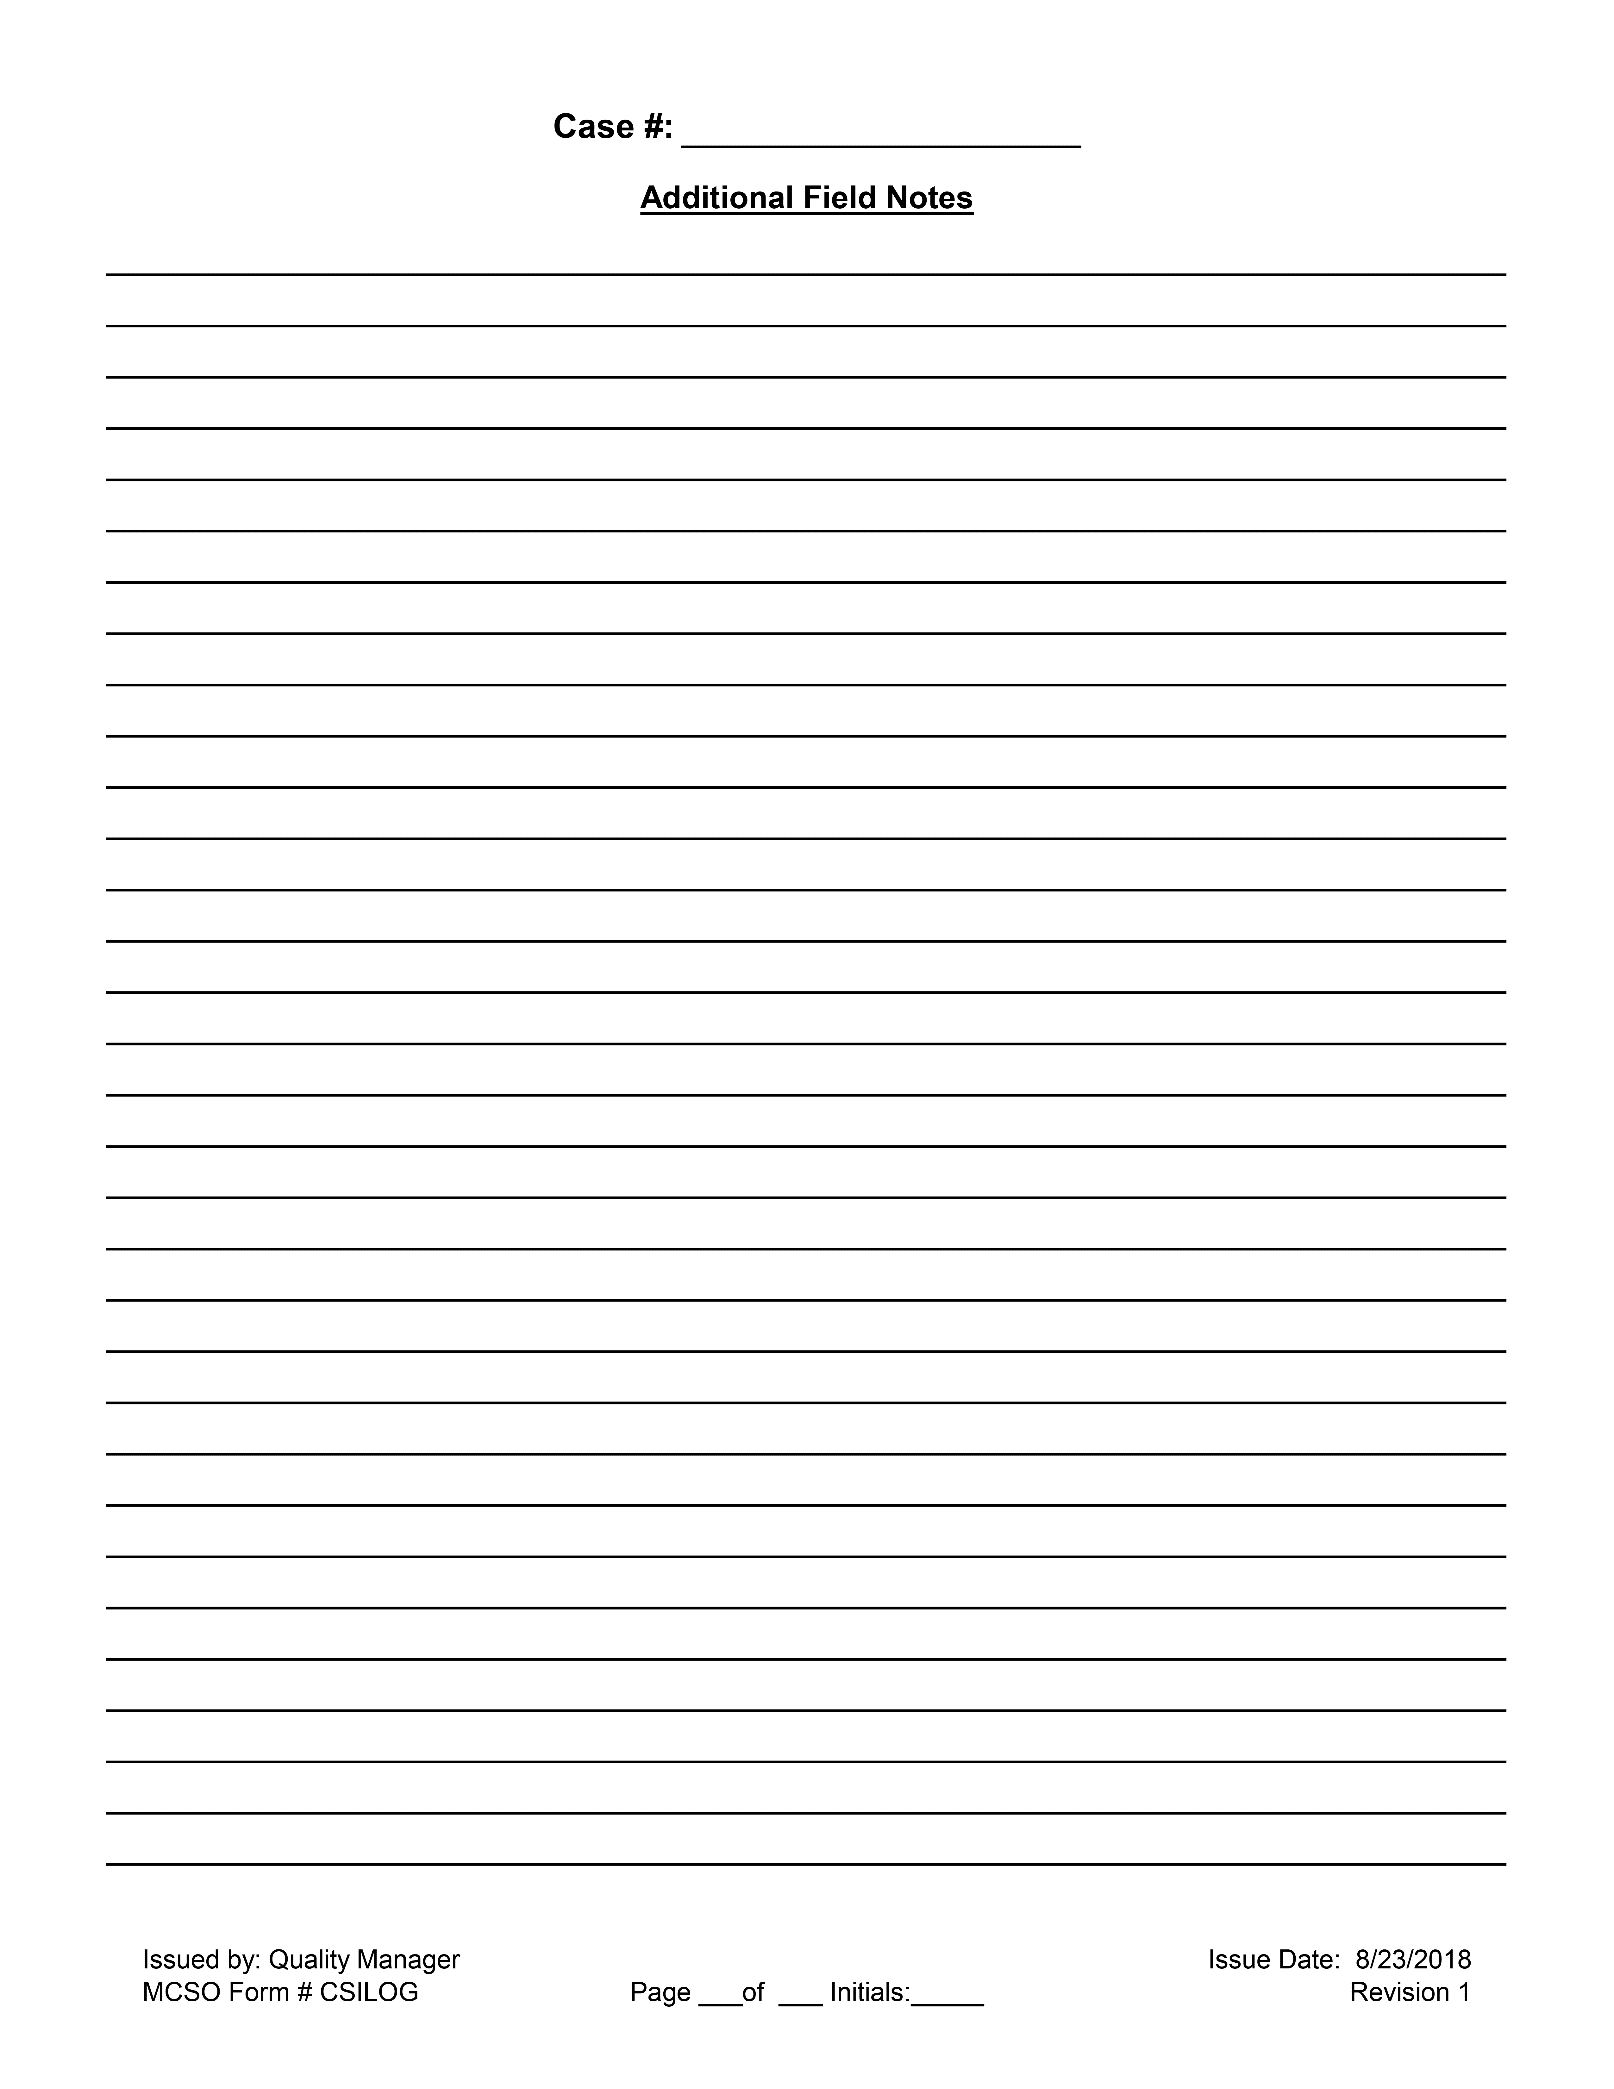 Case #: ______________________
Additional Field Notes
Issued by: Quality Manager
Issue Date: 8/23/2018
MCSO Form # CSILOG
Page ___of ___ Initials:_____
Revision 1